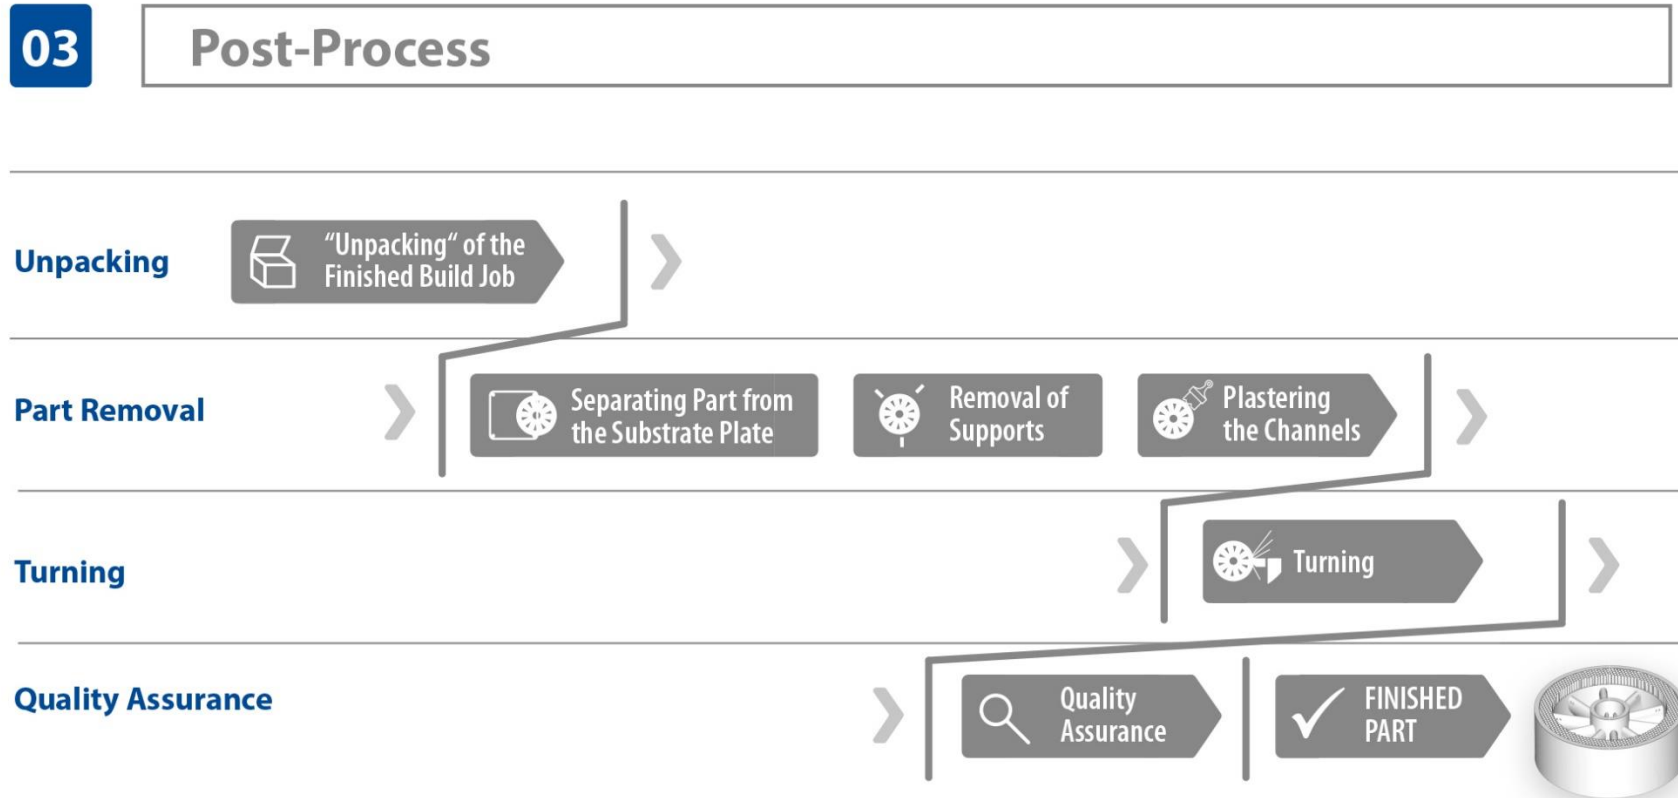 03
Post-Process
Unpacking
“Unpacking“ of the
Finished Build Job
Part Removal
Separating Part from
the Substrate Plate
Removal of
Supports
Plastering
the Channels
Turning
Turning
Quality Assurance
Quality
Assurance
FINISHED
PART